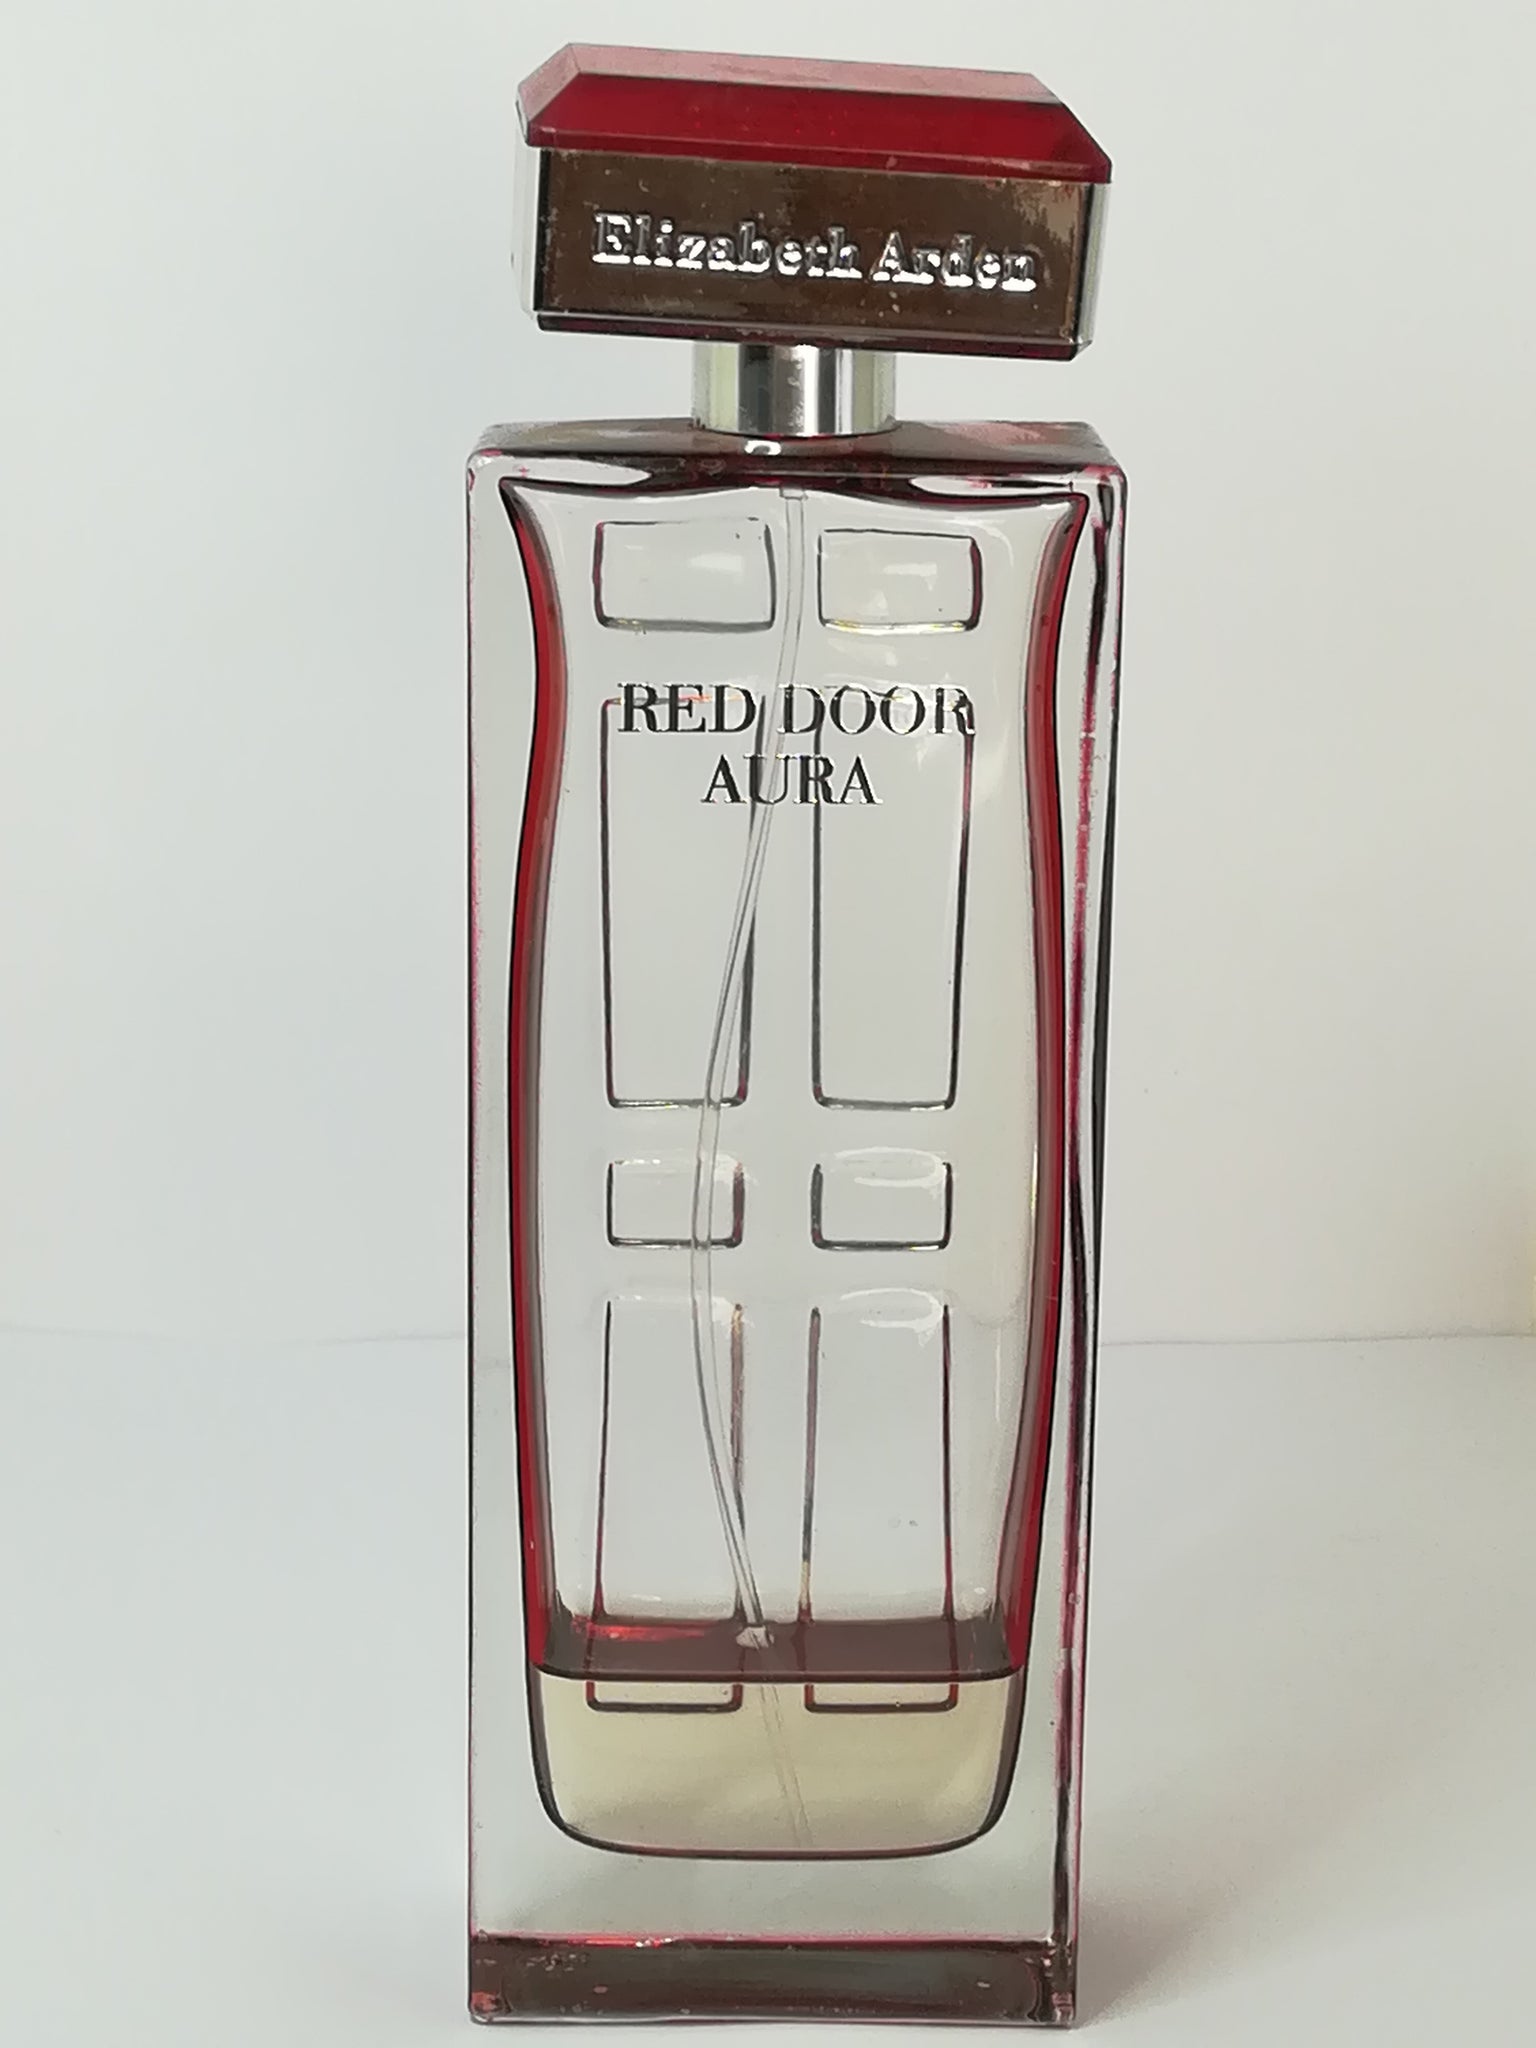 Elizabeth Arden
RED DOOR
AURA